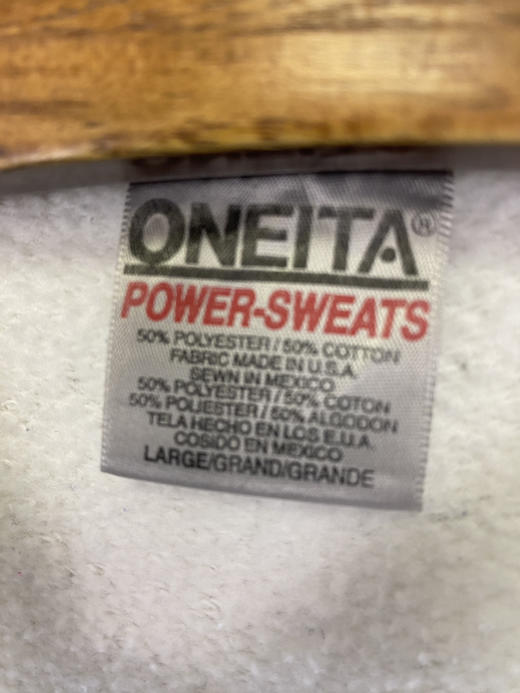 ONEITA®
POWER-SWEATS
50% POLYESTER / 50% COTTON
FABRIC MADE IN U.S.A.
SEWN IN MEXICO
50% POLYESTER / 50% COTON
50% POLIESTER / 50% ALGODON
TELA HECHO EN LOS E.U.A.
COSIDO EN MEXICO
LARGE/GRAND/GRANDE